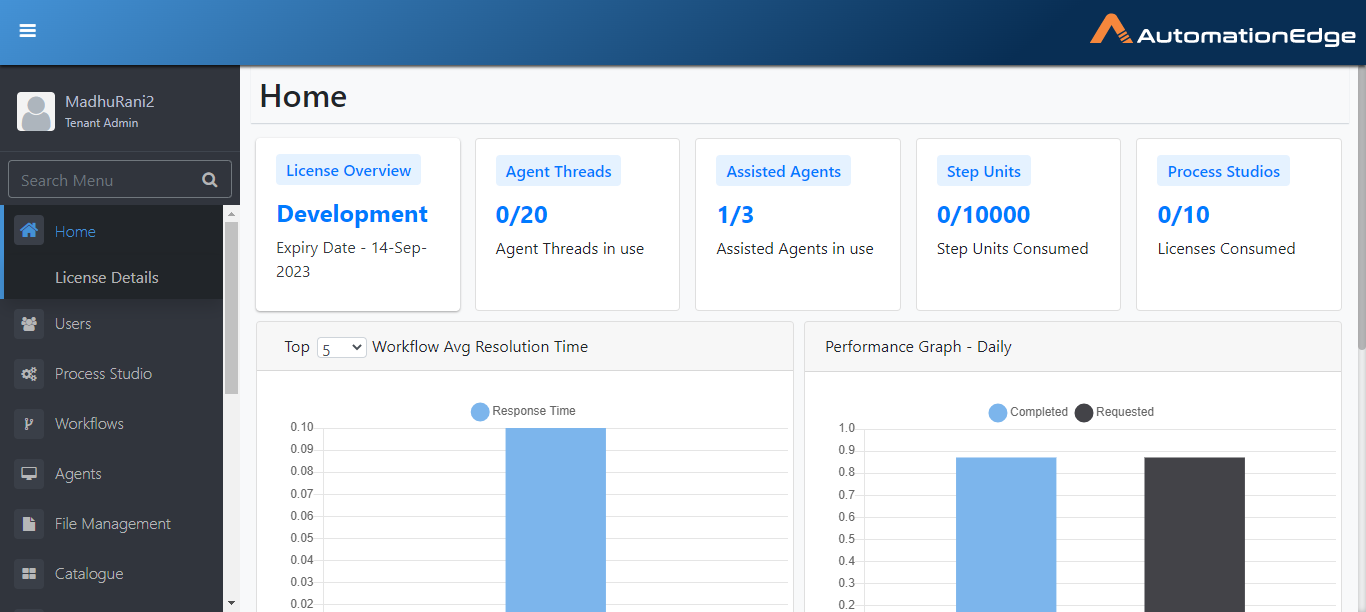 AutomationEdge
MadhuRani2
Tenant Admin
Search Menu
Home
License Details
Users
Process Studio
Workflows
Agents
File Management
Catalogue
Home
License Overview
Development
Expiry Date - 14-Sep-
2023
Agent Threads
0/20
Agent Threads in use
Assisted Agents
1/3
Assisted Agents in use
Step Units
0/10000
Step Units Consumed
Process Studios
0/10
Licenses Consumed
Top 5 Workflow Avg Resolution Time
Response Time
0.10
0.09
0.08
0.07
0.06
0.05
0.04
0.03
0.02
Performance Graph - Daily
Completed Requested
1.0
0.9
0.8
0.7
0.6
0.5
0.4
0.3
0.2